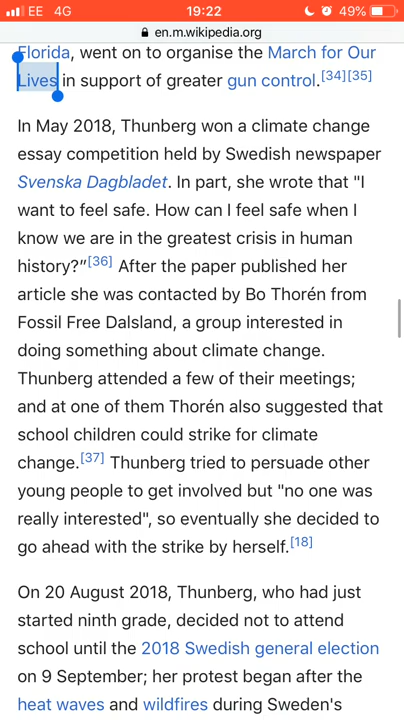 EE 4G 19:22 49%
en.m.wikipedia.org
Florida, went on to organise the March for Our
Lives in support of greater gun control.[34][35]
In May 2018, Thunberg won a climate change
essay competition held by Swedish newspaper
Svenska Dagbladet. In part, she wrote that "I
want to feel safe. How can I feel safe when I
know we are in the greatest crisis in human
history?"[36] After the paper published her
article she was contacted by Bo Thorén from
Fossil Free Dalsland, a group interested in
doing something about climate change.
Thunberg attended a few of their meetings;
and at one of them Thorén also suggested that
school children could strike for climate
change.[37] Thunberg tried to persuade other
young people to get involved but "no one was
really interested", so eventually she decided to
go ahead with the strike by herself.[18]
On 20 August 2018, Thunberg, who had just
started ninth grade, decided not to attend
school until the 2018 Swedish general election
on 9 September; her protest began after the
heat waves and wildfires during Sweden's